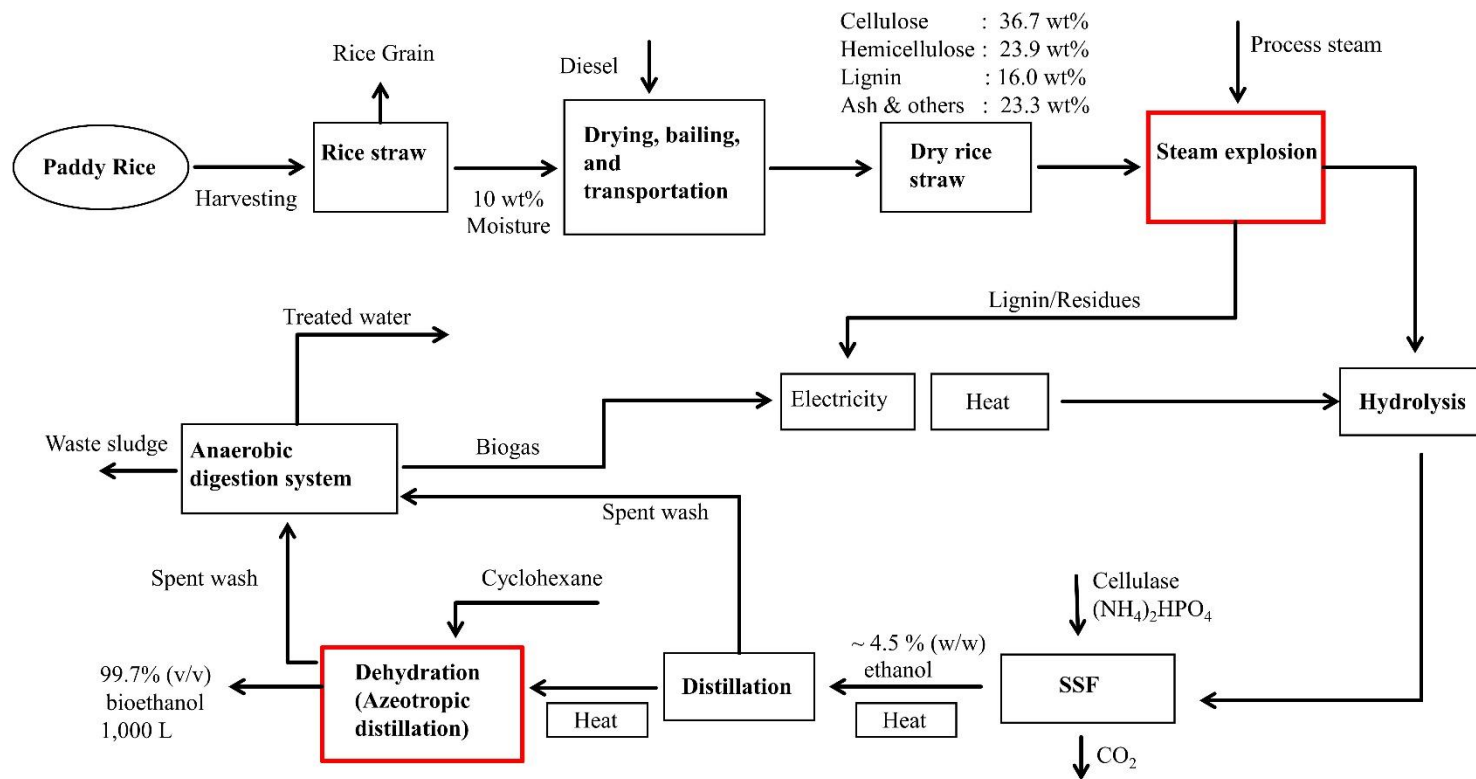 Cellulose : 36.7 wt%
Hemicellulose : 23.9 wt%
Lignin : 16.0 wt%
Ash & others : 23.3 wt%
Process steam
Rice Grain
Diesel
Paddy Rice
Harvesting
Rice straw
10 wt%
Moisture
Drying, bailing,
and
transportation
Dry rice
straw
Steam explosion
Lignin/Residues
Treated water
Electricity
Heat
Hydrolysis
Waste sludge
Anaerobic
digestion system
Biogas
Spent wash
Spent wash
Cyclohexane
Cellulase
(NH₄)₂HPO₄
99.7% (v/v)
bioethanol
1,000 L
Dehydration
(Azeotropic
distillation)
Heat
Distillation
~ 4.5 % (w/w)
ethanol
Heat
SSF
CO₂